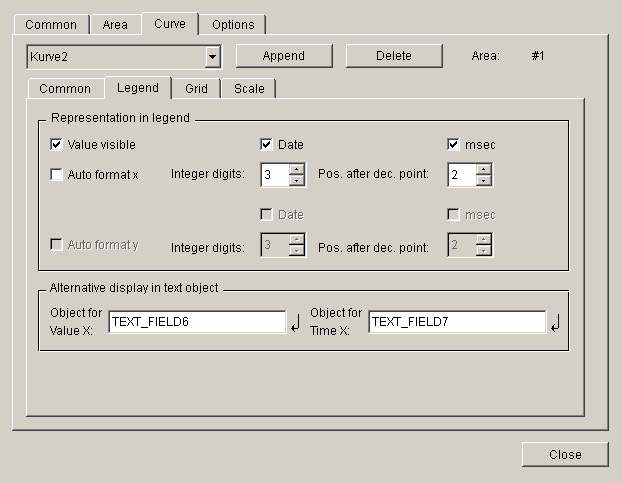 Common Area Curve Options
Kurve2 Append Delete Area: #1
Common Legend Grid Scale
Representation in legend
Value visible Date msec
Auto format x Integer digits: 3 Pos. after dec. point: 2
Date msec
Auto format y Integer digits: 3 Pos. after dec. point: 2
Alternative display in text object
Object for Value X: TEXT_FIELD6 Object for Time X: TEXT_FIELD7
Close